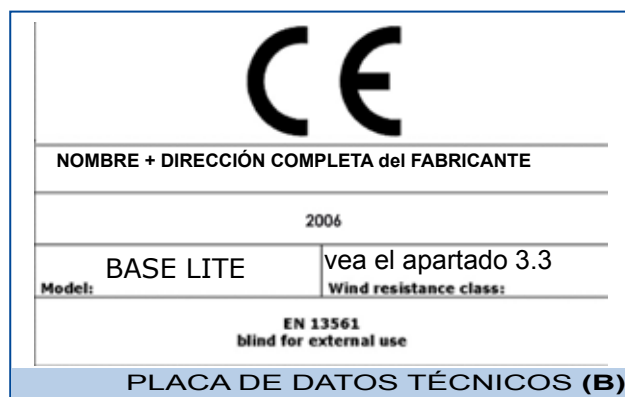 CE
NOMBRE + DIRECCIÓN COMPLETA del FABRICANTE
2006
BASE LITE
Model:
vea el apartado 3.3
Wind resistance class:
EN 13561
blind for external use
PLACA DE DATOS TÉCNICOS (B)